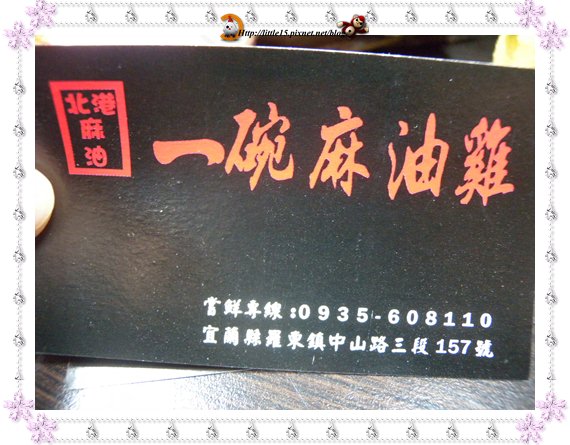 Http://little15.pixnet.net/blog
北港
麻
油
一碗麻油雞
嘗鮮專線:0935-608110
宜蘭縣羅東鎮中山路三段157號